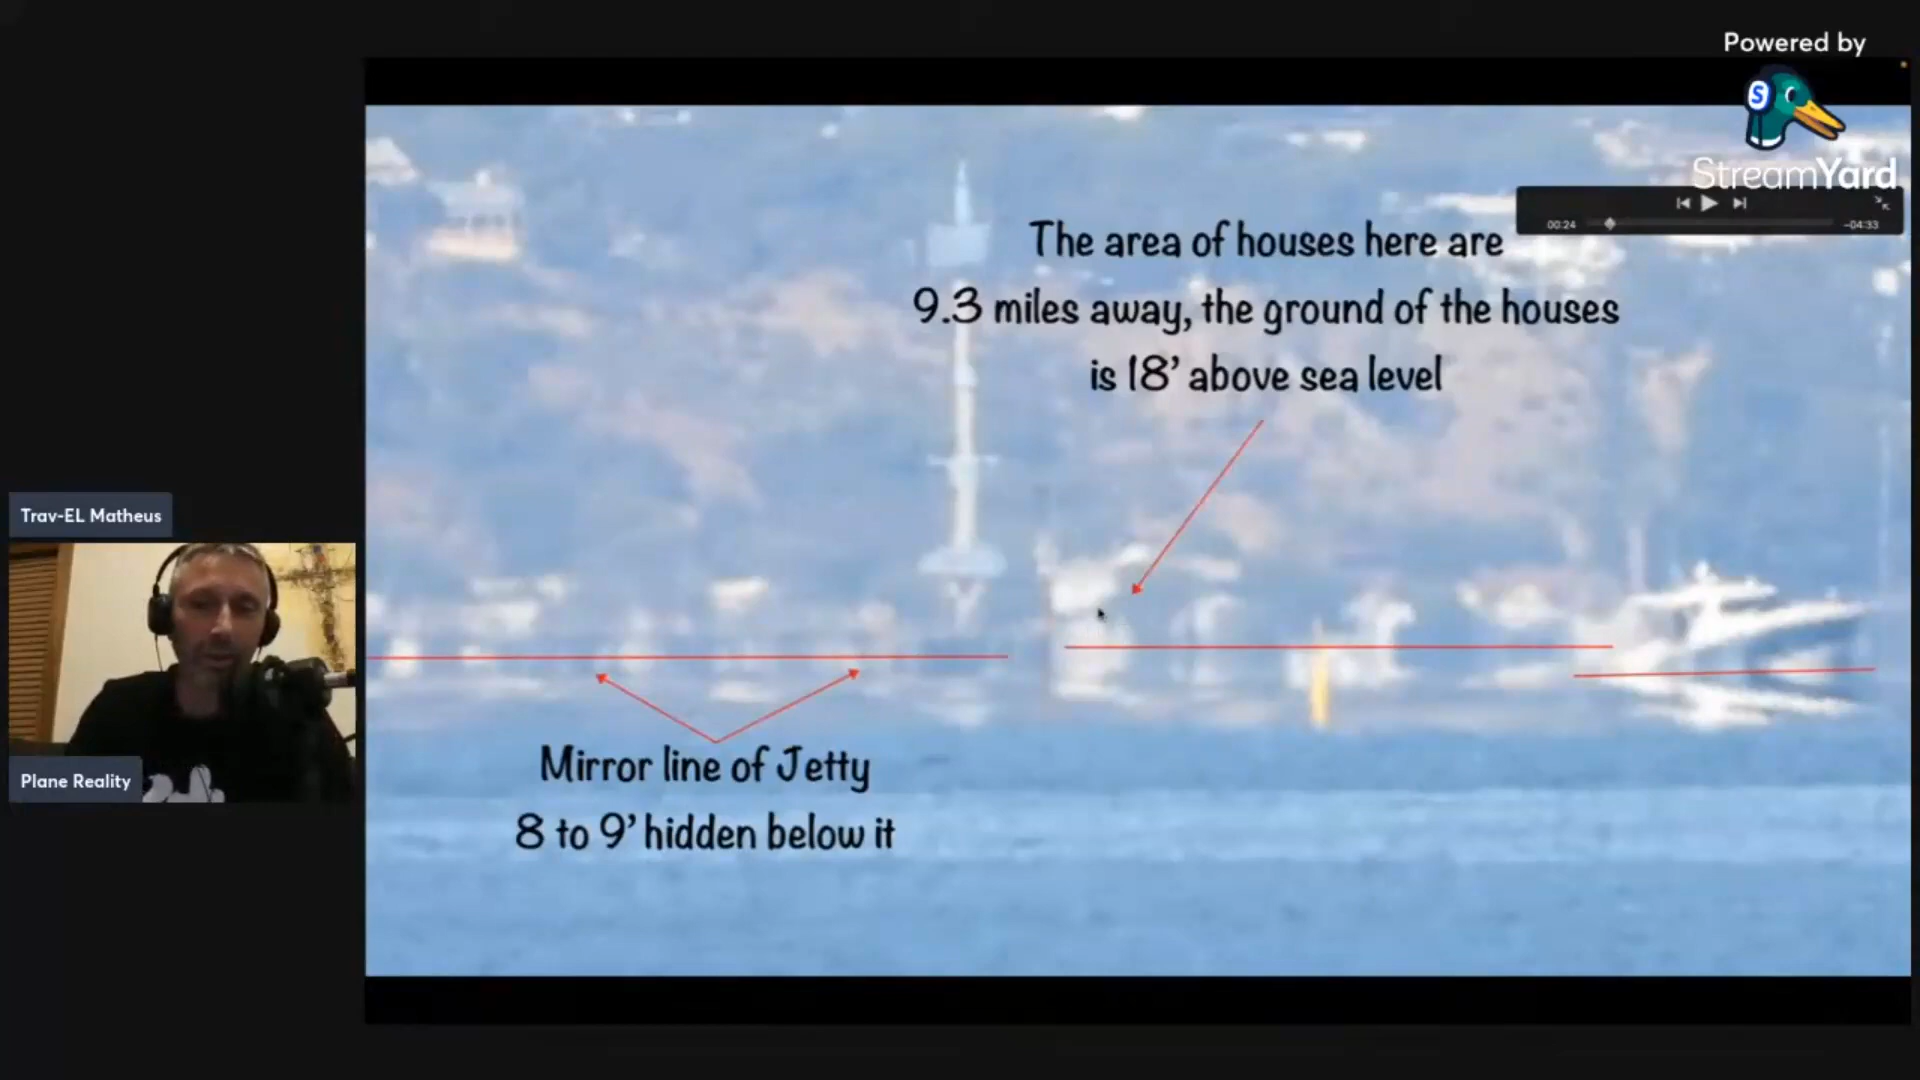 Powered by
S
StreamYard
00:24
-04:33
The area of houses here are
9.3 miles away, the ground of the houses
is 18' above sea level
Trav-EL Matheus
Plane Reality
Mirror line of Jetty
8 to 9' hidden below it